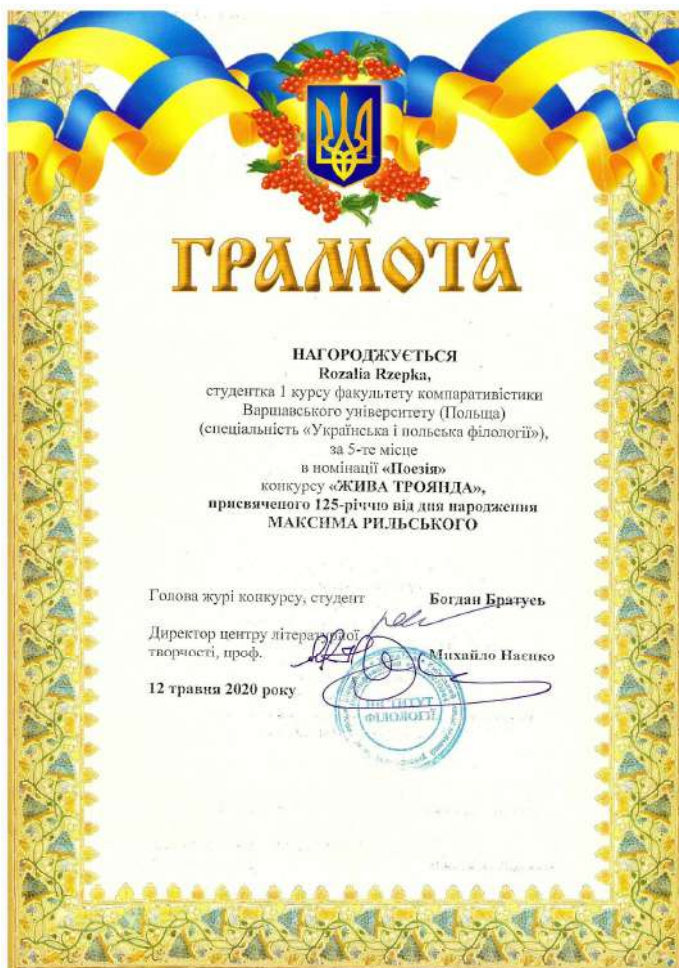 ГРАМОТА
НАГОРОДЖУЄТЬСЯ
Rozalia Rzepka,
студентка 1 курсу факультету компаративістики
Варшавського університету (Польща)
(спеціальність «Українська і польська філології»),
за 5-те місце
в номінації «Поезія»
конкурсу «ЖИВА ТРОЯНДА»,
присвяченого 125-річчю від дня народження
МАКСИМА РИЛЬСЬКОГО
Голова журі конкурсу, студент Богдан Братусь
Директор центру літературної
творчості, проф. Михайло Наєнко
12 травня 2020 року
ІНСТИТУТ
ФІЛОЛОГІЇ